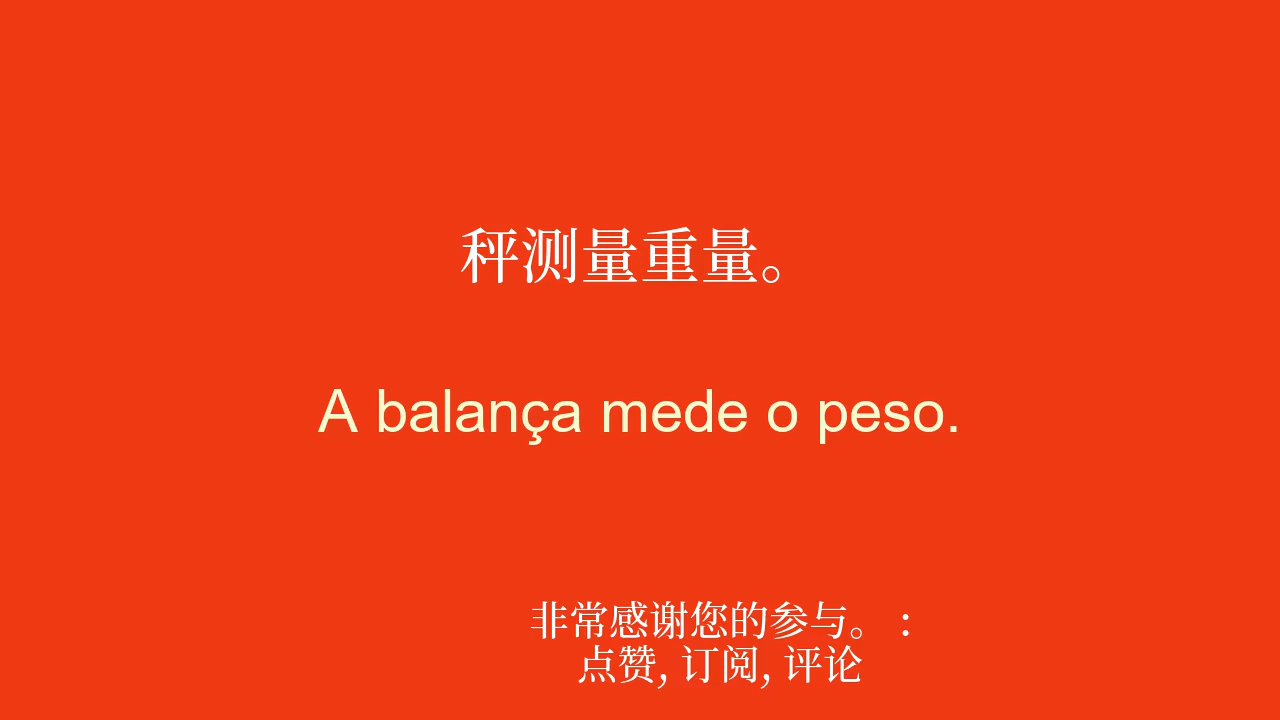 秤测量重量。
A balança mede o peso.
非常感谢您的参与。 :
点赞, 订阅, 评论